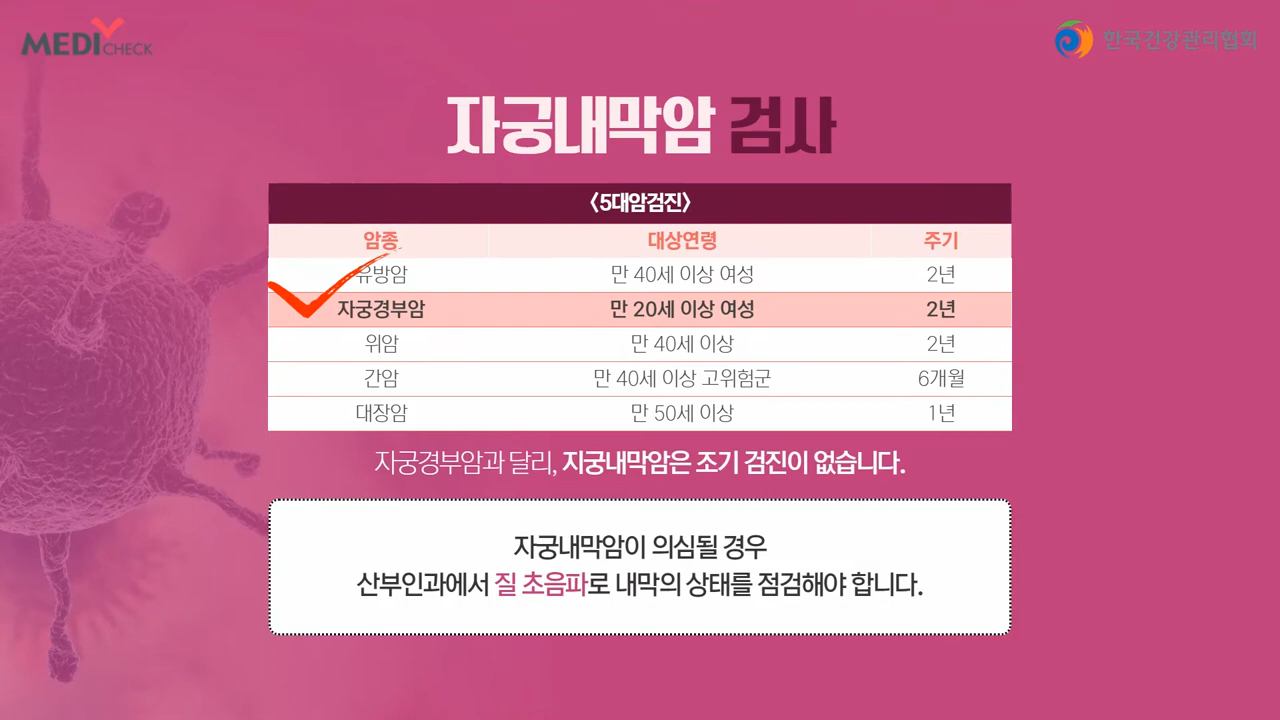 MEDI CHECK
한국건강관리협회
자궁내막암 검사
〈5대암검진〉
암종 대상연령 주기
유방암 만 40세 이상 여성 2년
자궁경부암 만 20세 이상 여성 2년
위암 만 40세 이상 2년
간암 만 40세 이상 고위험군 6개월
대장암 만 50세 이상 1년
자궁경부암과 달리, 지궁내막암은 조기 검진이 없습니다.
자궁내막암이 의심될 경우
산부인과에서 질 초음파로 내막의 상태를 점검해야 합니다.